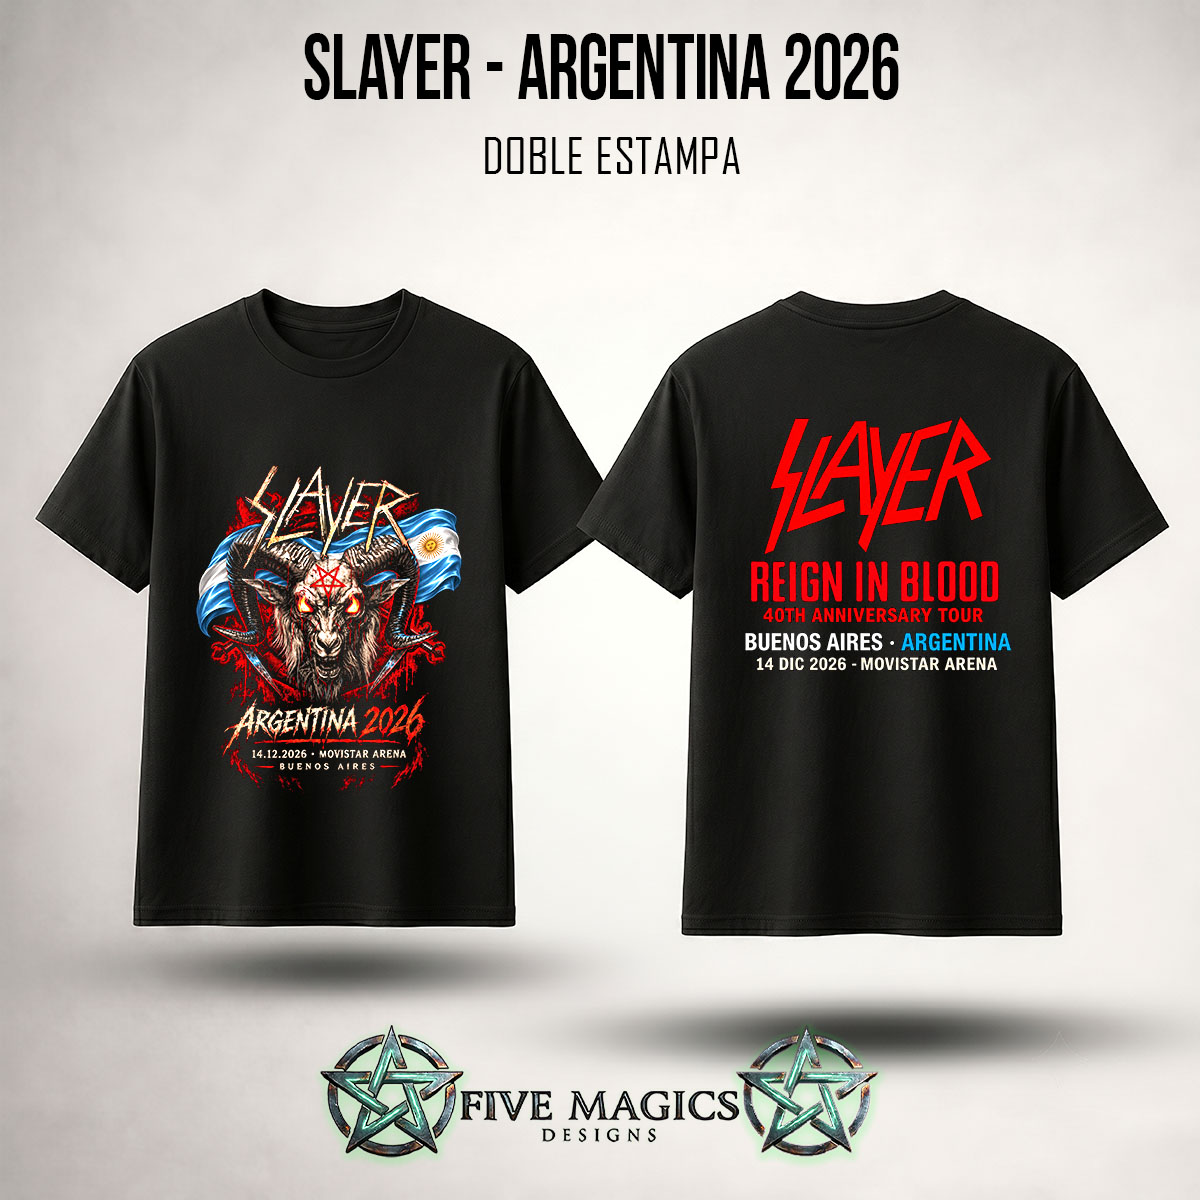 SLAYER - ARGENTINA 2026
DOBLE ESTAMPA
SLAYER
ARGENTINA 2026
14.12.2026 • MOVISTAR ARENA
BUENOS AIRES
SLAYER
REIGN IN BLOOD
40TH ANNIVERSARY TOUR
BUENOS AIRES · ARGENTINA
14 DIC 2026 - MOVISTAR ARENA
FIVE MAGICS
DESIGNS